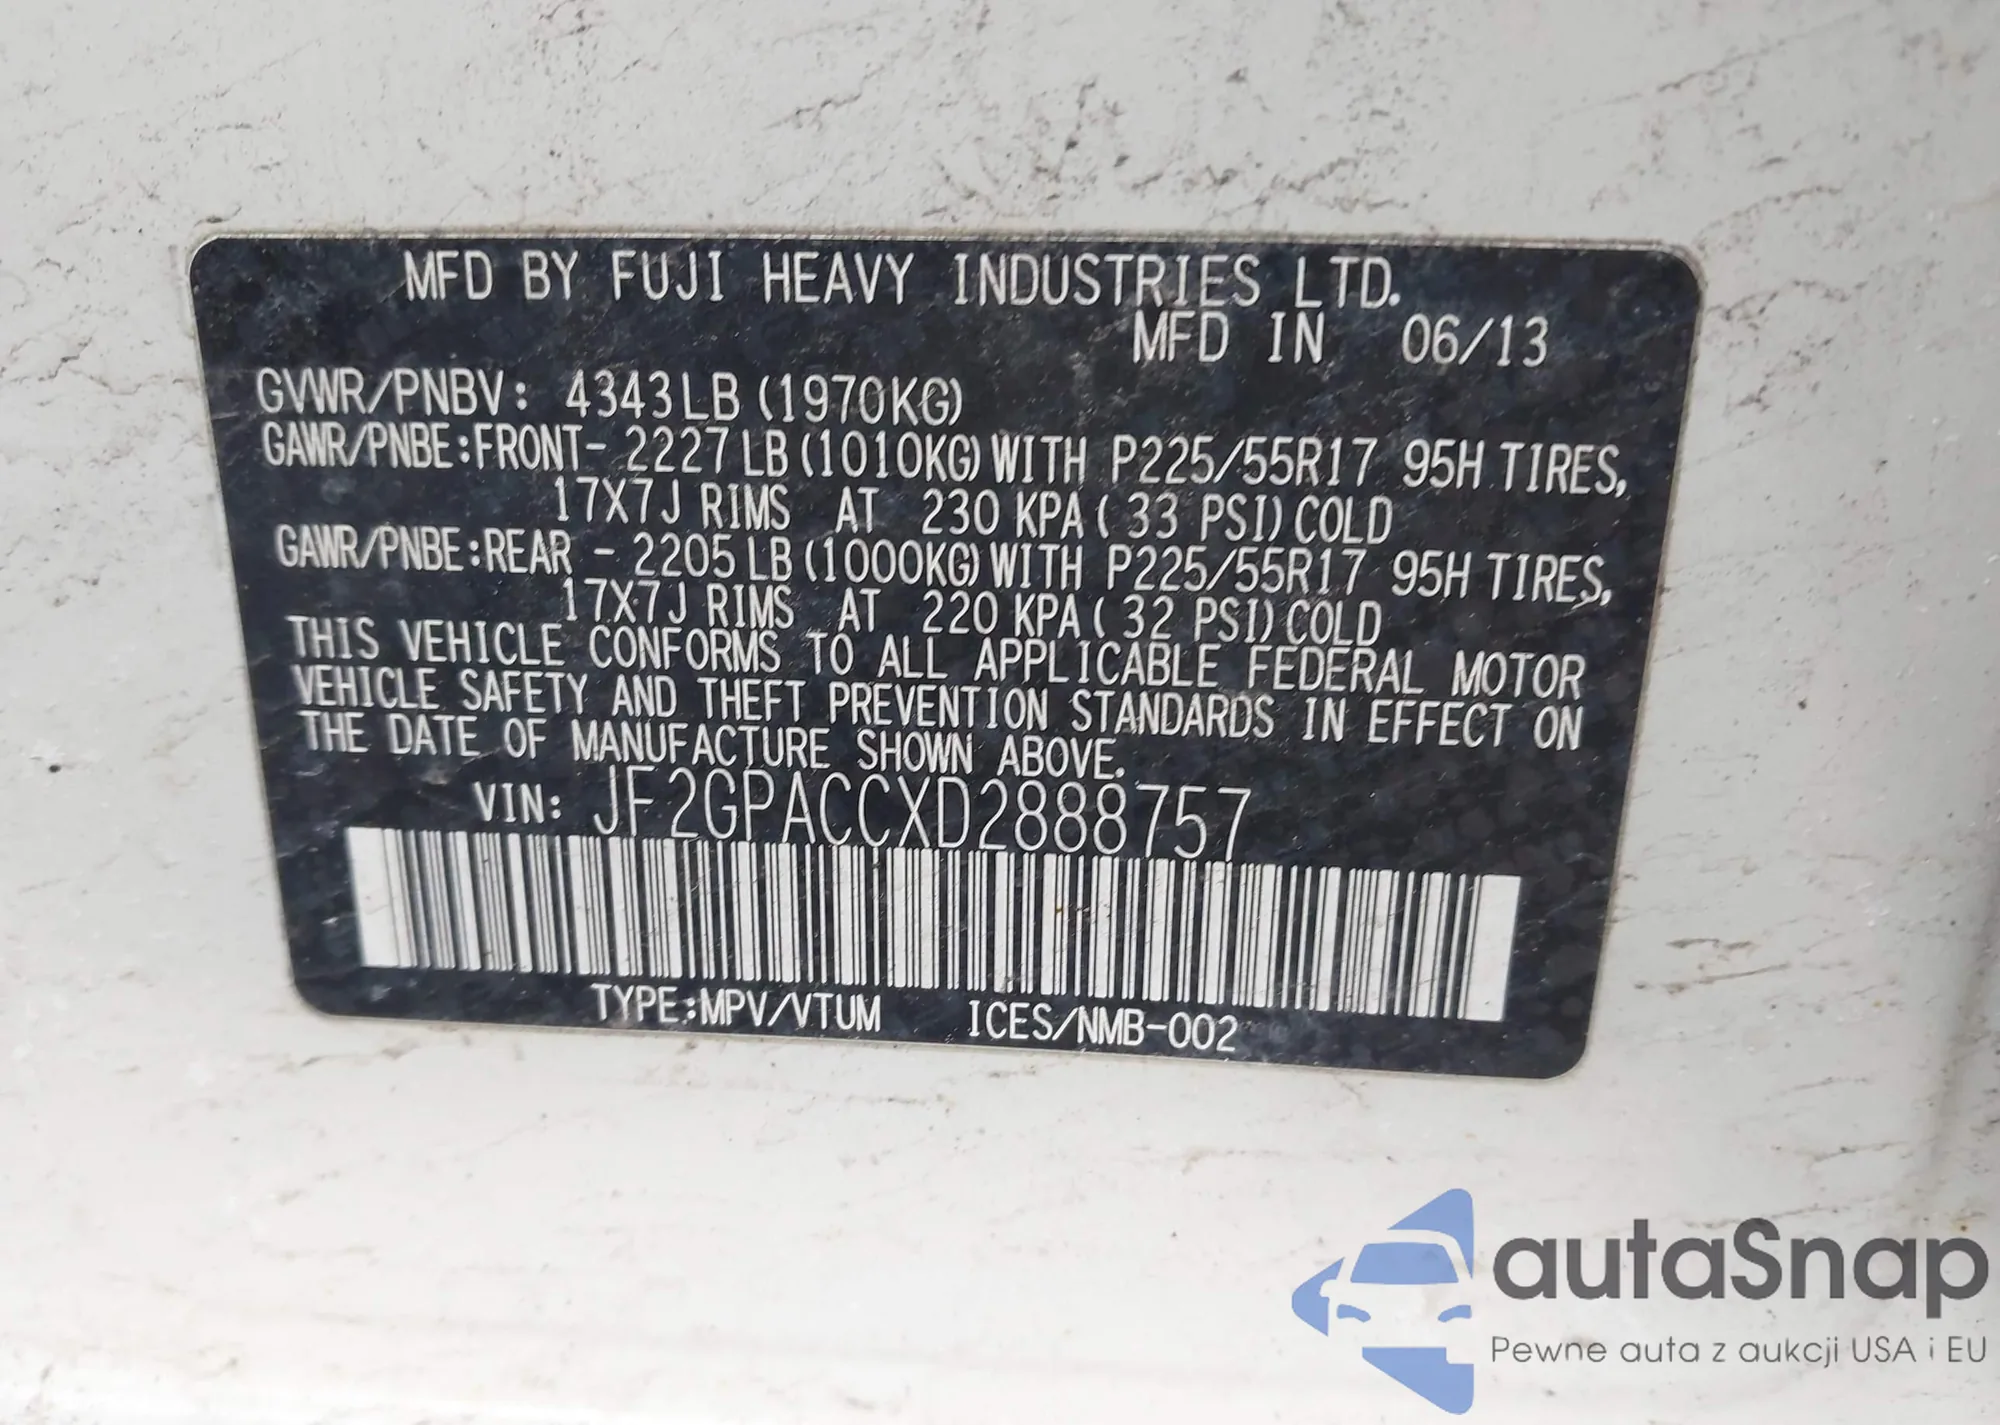 MFD BY FUJI HEAVY INDUSTRIES LTD.
MFD IN 06/13
GVWR/PNBV: 4343LB (1970KG)
GAWR/PNBE:FRONT- 2227 LB (1010KG) WITH P225/55R17 95H TIRES,
17X7J RIMS AT 230 KPA ( 33 PSI) COLD
GAWR/PNBE:REAR - 2205 LB (1000KG) WITH P225/55R17 95H TIRES,
17X7J RIMS AT 220 KPA ( 32 PSI) COLD
THIS VEHICLE CONFORMS TO ALL APPLICABLE FEDERAL MOTOR
VEHICLE SAFETY AND THEFT PREVENTION STANDARDS IN EFFECT ON
THE DATE OF MANUFACTURE SHOWN ABOVE.
VIN: JF2GPACCXD2888757
TYPE:MPV/VTUM ICES/NMB-002
autaSnap
Pewne auta z aukcji USA i EU